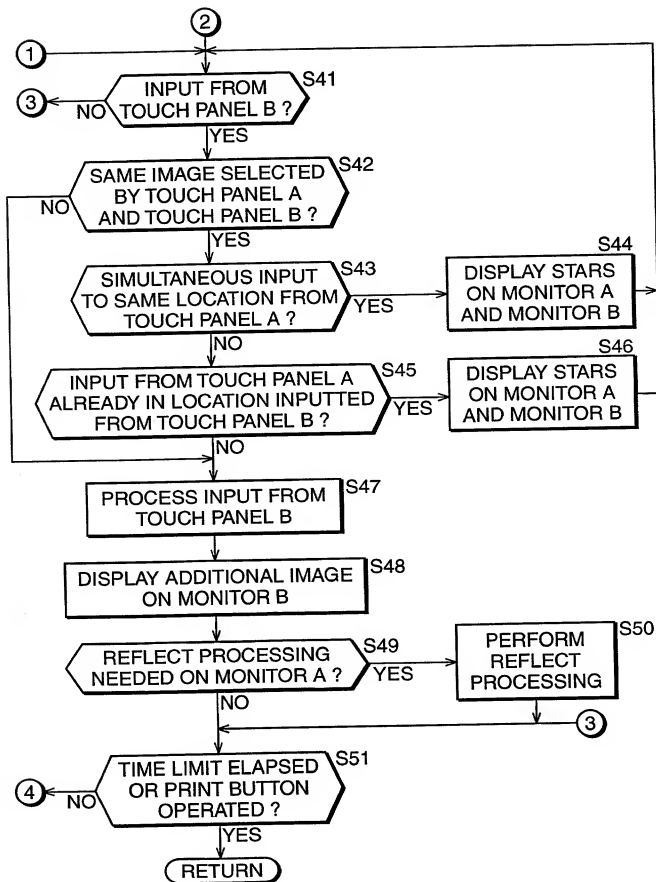 2
1
INPUT FROM
TOUCH PANEL B ?
S41
3
NO
YES
SAME IMAGE SELECTED
BY TOUCH PANEL A
AND TOUCH PANEL B ?
S42
NO
YES
SIMULTANEOUS INPUT
TO SAME LOCATION FROM
TOUCH PANEL A ?
S43
YES
NO
S44
DISPLAY STARS
ON MONITOR A
AND MONITOR B
INPUT FROM TOUCH PANEL A
ALREADY IN LOCATION INPUTTED
FROM TOUCH PANEL B ?
S45
YES
NO
S46
DISPLAY STARS
ON MONITOR A
AND MONITOR B
PROCESS INPUT FROM
TOUCH PANEL B
S47
DISPLAY ADDITIONAL IMAGE
ON MONITOR B
S48
REFLECT PROCESSING
NEEDED ON MONITOR A ?
S49
YES
NO
S50
PERFORM
REFLECT
PROCESSING
3
TIME LIMIT ELAPSED
OR PRINT BUTTON
OPERATED ?
S51
4
NO
YES
RETURN